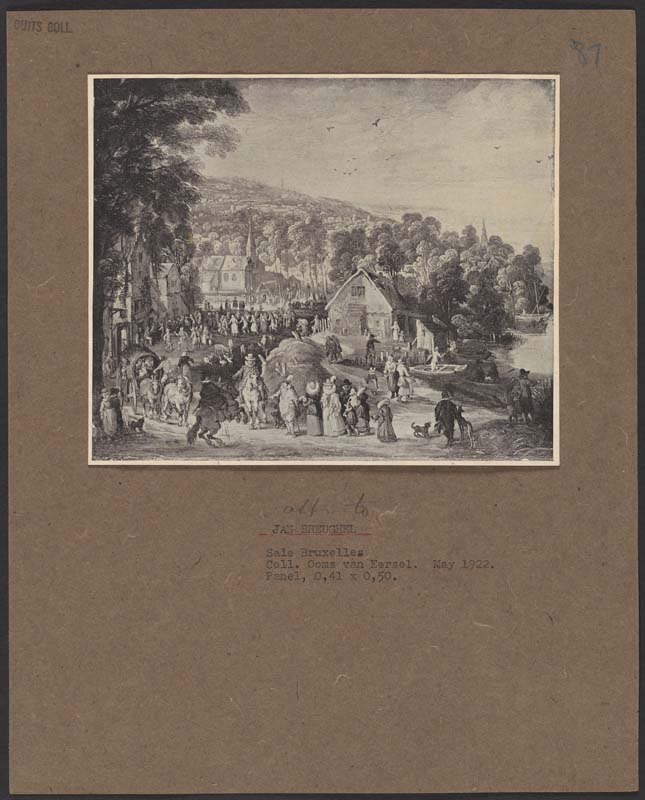 DUITS COLL.
87
att. to
JAN BREUGHEL
Sale Bruxelles
Coll. Ooms van Eersel. May 1922.
Panel, 0,41 x 0,50.